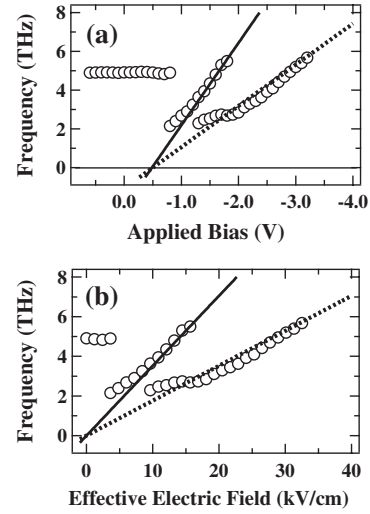 (a)
Frequency (THz)
8
6
4
2
0
0.0 -1.0 -2.0 -3.0 -4.0
Applied Bias (V)
(b)
Frequency (THz)
8
6
4
2
0
0 10 20 30 40
Effective Electric Field (kV/cm)